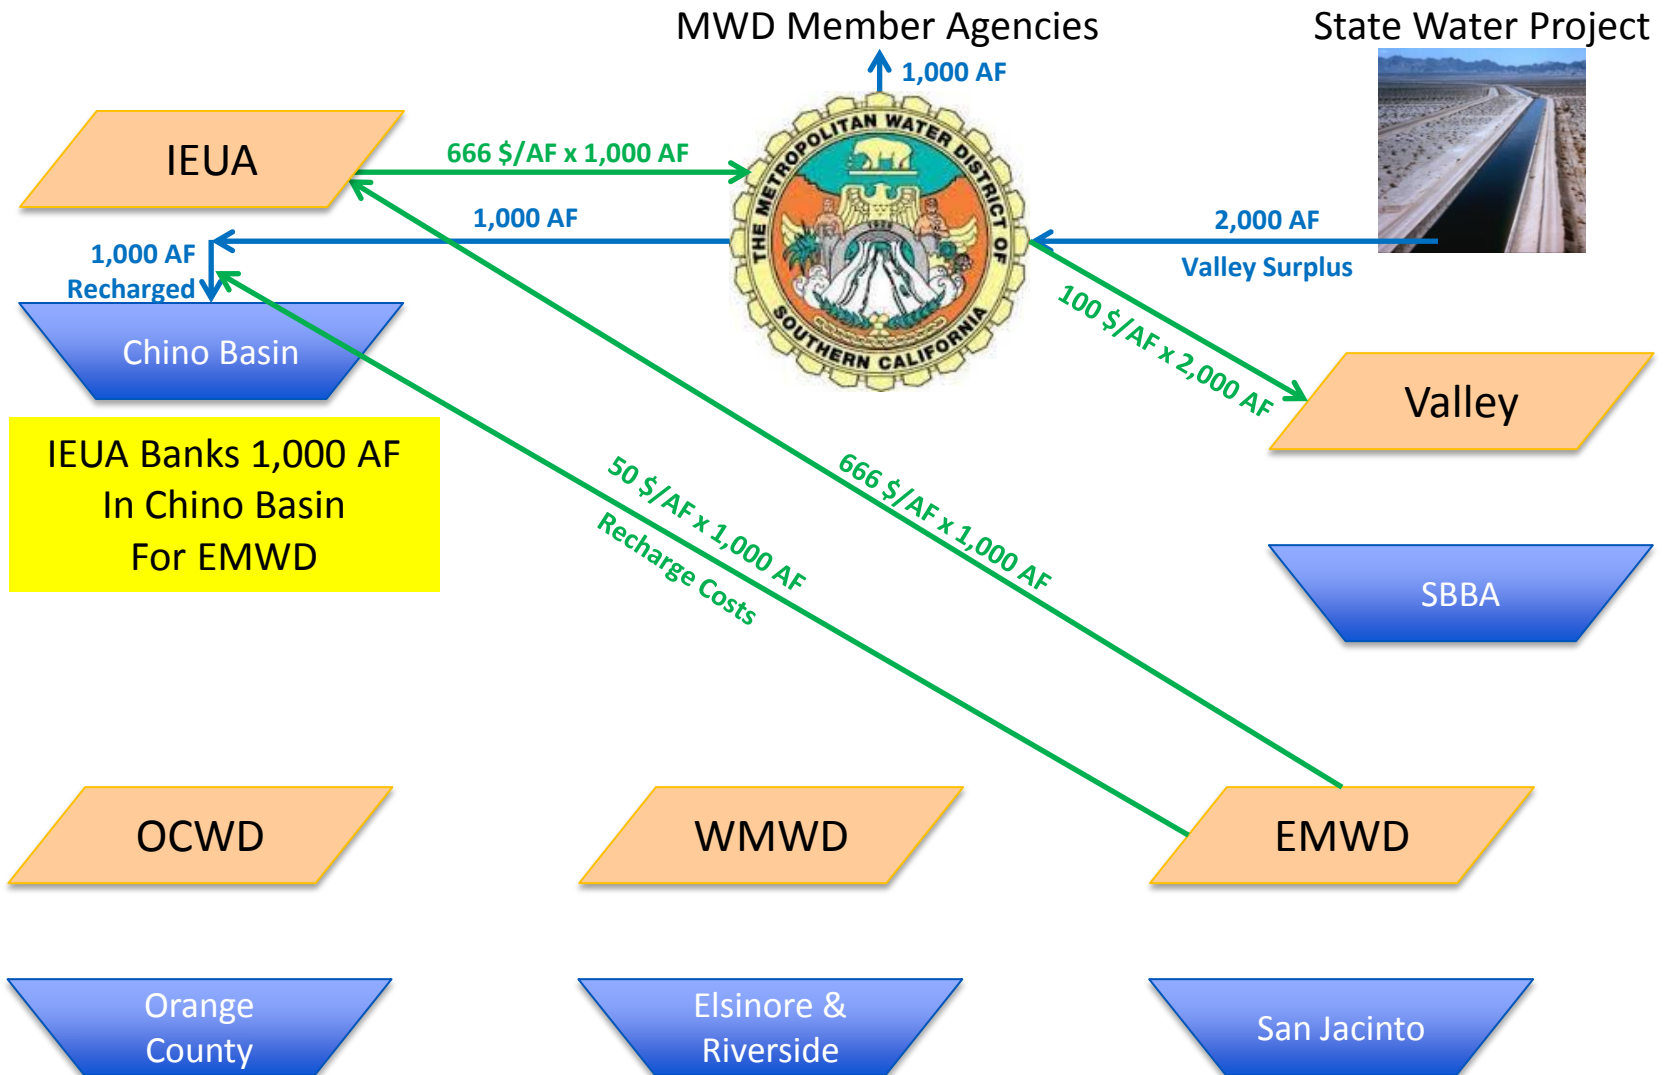 MWD Member Agencies
State Water Project
1,000 AF
THE METROPOLITAN WATER DISTRICT OF
SOUTHERN CALIFORNIA
IEUA
666 $/AF x 1,000 AF
1,000 AF
2,000 AF
Valley Surplus
1,000 AF
Recharged
100 $/AF x 2,000 AF
Chino Basin
Valley
IEUA Banks 1,000 AF
In Chino Basin
For EMWD
50 $/AF x 1,000 AF
Recharge Costs
666 $/AF x 1,000 AF
SBBA
OCWD
WMWD
EMWD
Orange
County
Elsinore &
Riverside
San Jacinto